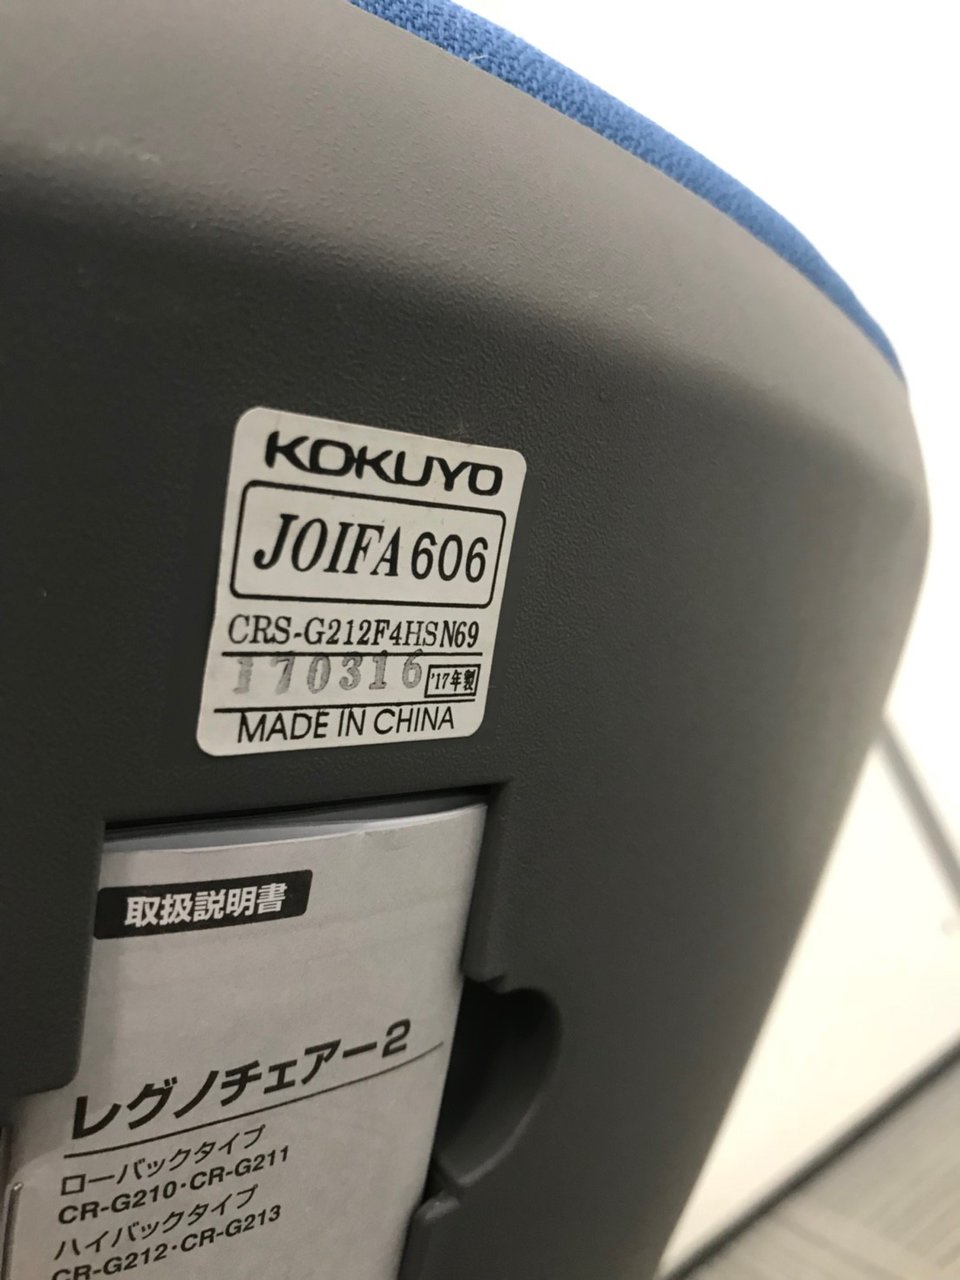 KOKUYO
JOIFA 606
CRS-G212F4HSN69
170316 '17年製
MADE IN CHINA
取扱説明書
レグノチェアー2
ローバックタイプ
CR-G210・CR-G211
ハイバックタイプ
CR-G212・CR-G213